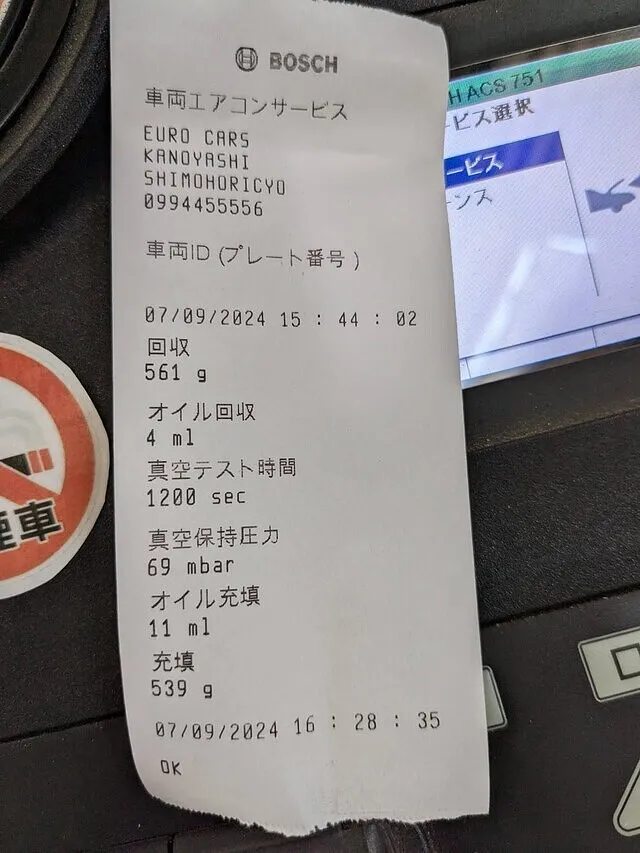 BOSCH
車両エアコンサービス
EURO CARS
KANOYASHI
SHIMOHORICYO
0994455556
車両ID (プレート番号 )
07/09/2024 15 : 44 : 02
回収
561 g
オイル回収
4 ml
真空テスト時間
1200 sec
真空保持圧力
69 mbar
オイル充填
11 ml
充填
539 g
07/09/2024 16 : 28 : 35
OK
H ACS 751
ービス選択
ービス
ンス
車